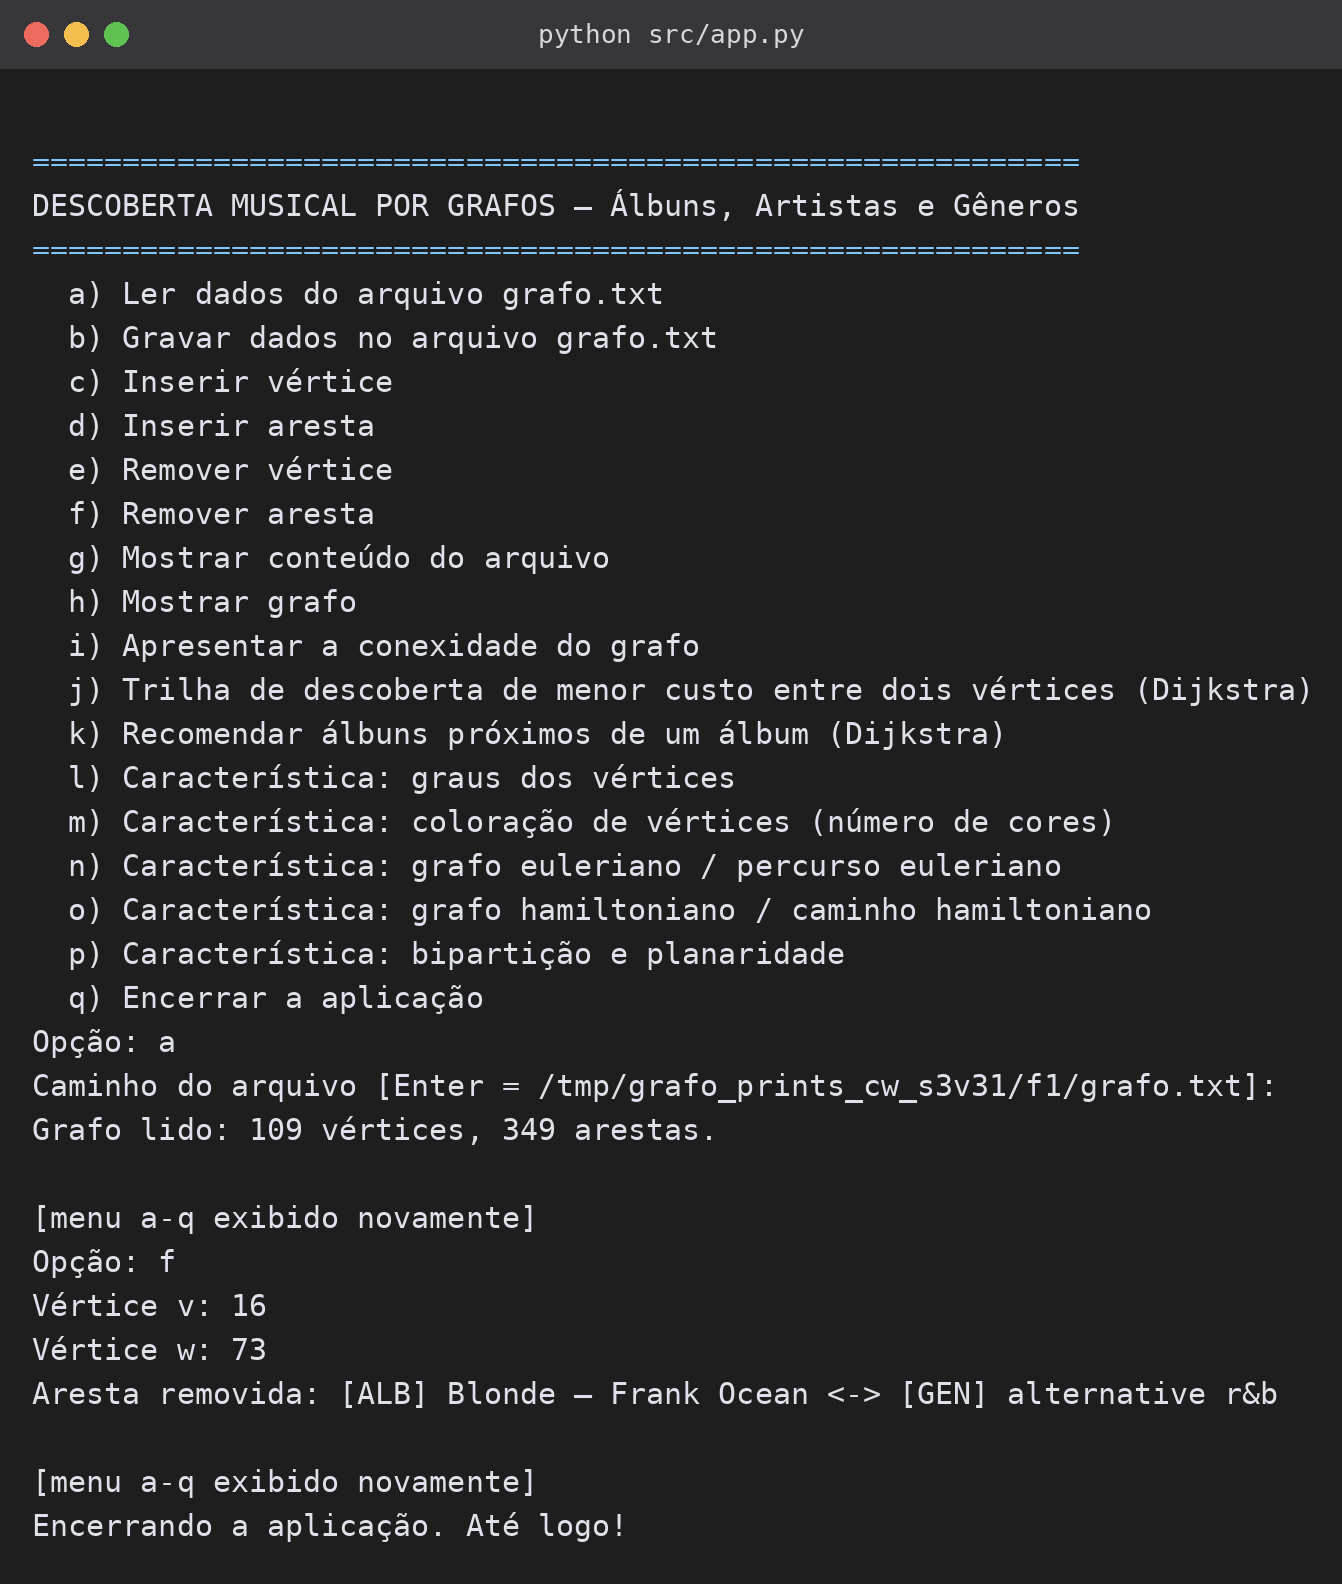 python src/app.py
==========================================================
DESCOBERTA MUSICAL POR GRAFOS — Álbuns, Artistas e Gêneros
==========================================================
  a) Ler dados do arquivo grafo.txt
  b) Gravar dados no arquivo grafo.txt
  c) Inserir vértice
  d) Inserir aresta
  e) Remover vértice
  f) Remover aresta
  g) Mostrar conteúdo do arquivo
  h) Mostrar grafo
  i) Apresentar a conexidade do grafo
  j) Trilha de descoberta de menor custo entre dois vértices (Dijkstra)
  k) Recomendar álbuns próximos de um álbum (Dijkstra)
  l) Característica: graus dos vértices
  m) Característica: coloração de vértices (número de cores)
  n) Característica: grafo euleriano / percurso euleriano
  o) Característica: grafo hamiltoniano / caminho hamiltoniano
  p) Característica: bipartição e planaridade
  q) Encerrar a aplicação
Opção: a
Caminho do arquivo [Enter = /tmp/grafo_prints_cw_s3v31/f1/grafo.txt]:
Grafo lido: 109 vértices, 349 arestas.
[menu a-q exibido novamente]
Opção: f
Vértice v: 16
Vértice w: 73
Aresta removida: [ALB] Blonde — Frank Ocean <-> [GEN] alternative r&b
[menu a-q exibido novamente]
Encerrando a aplicação. Até logo!